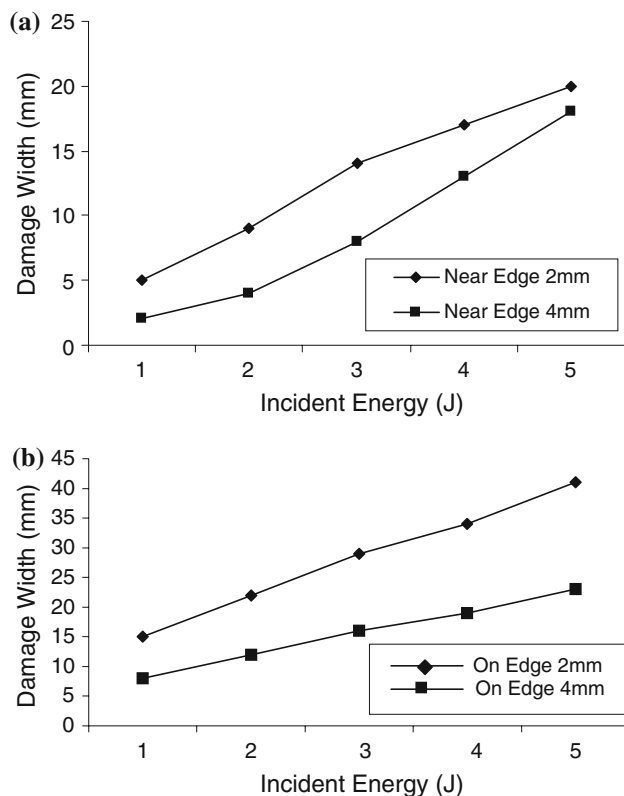 (a)
25
20
15
10
5
0
Damage Width (mm)
Near Edge 2mm
Near Edge 4mm
1 2 3 4 5
Incident Energy (J)
(b)
45
40
35
30
25
20
15
10
5
0
Damage Width (mm)
On Edge 2mm
On Edge 4mm
1 2 3 4 5
Incident Energy (J)